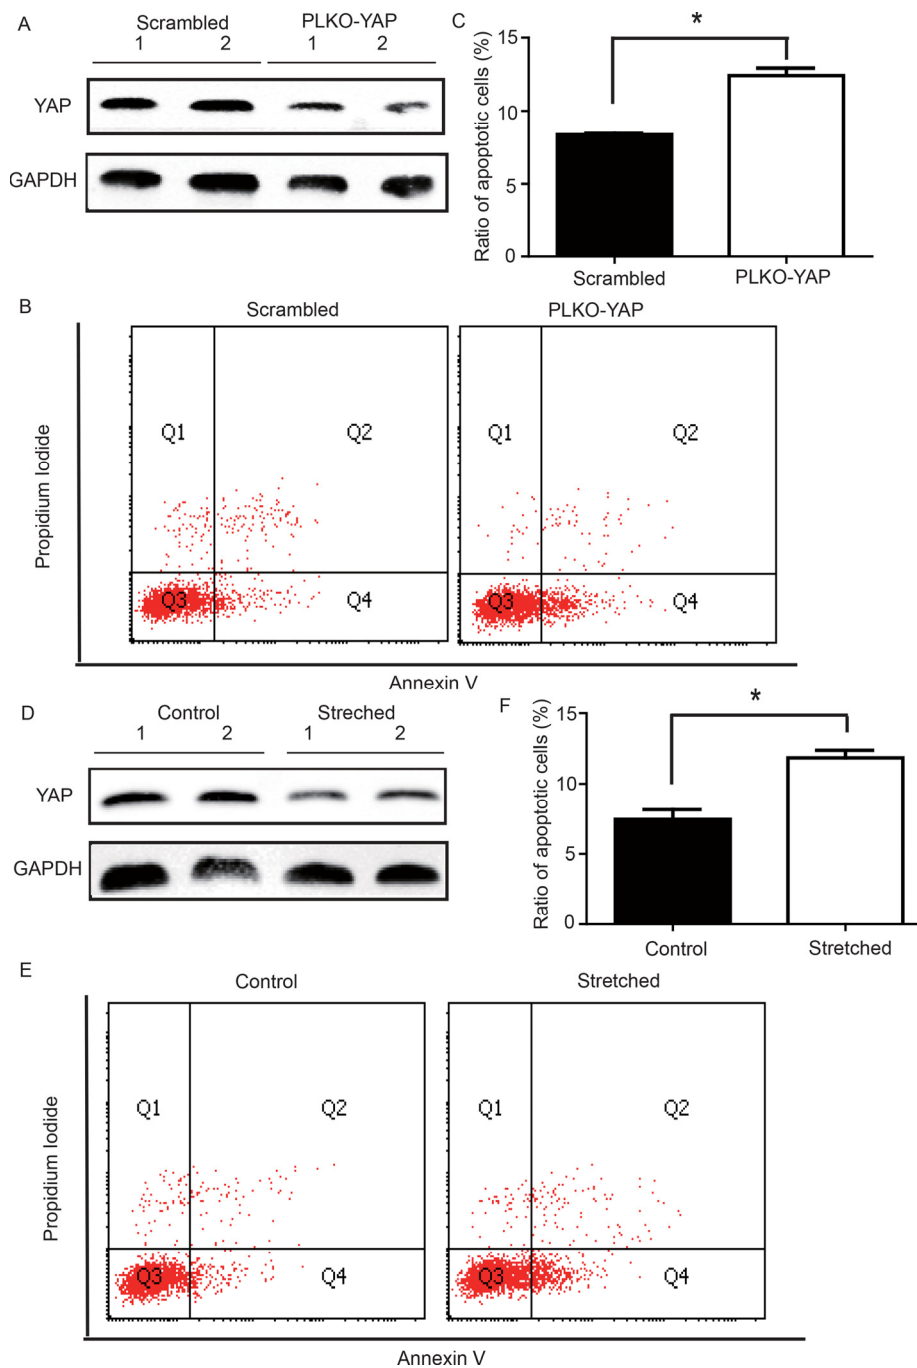 A
Scrambled PLKO-YAP
1 2 1 2
YAP
GAPDH
C
*
Ratio of apoptotic cells (%)
15
10
5
0
Scrambled PLKO-YAP
B
Scrambled PLKO-YAP
Propidium Iodide
Q1 Q2 Q1 Q2
Q3 Q4 Q3 Q4
Annexin V
D
Control Streched
1 2 1 2
YAP
GAPDH
F
*
Ratio of apoptotic cells (%)
15
10
5
0
Control Stretched
E
Control Stretched
Propidium Iodide
Q1 Q2 Q1 Q2
Q3 Q4 Q3 Q4
Annexin V